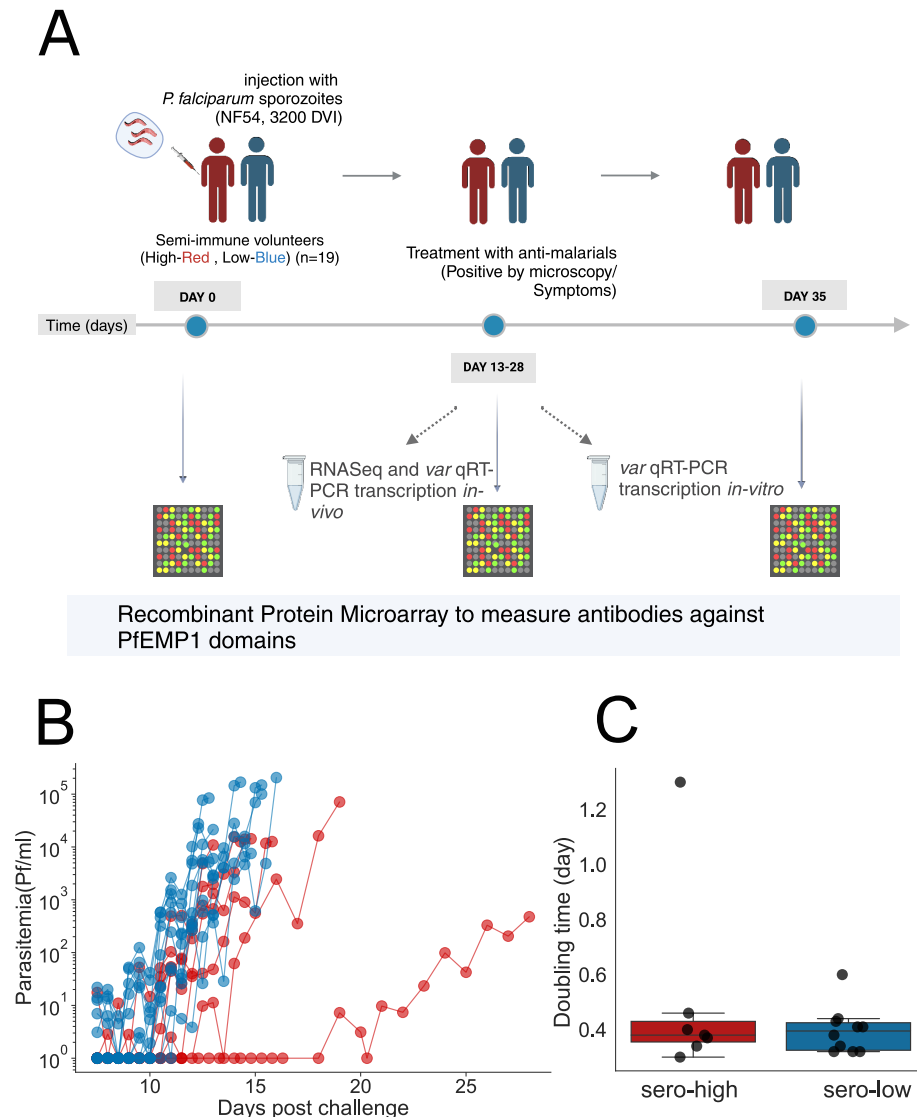 A
injection with
P. falciparum sporozoites
(NF54, 3200 DVI)
Semi-immune volunteers
(High-Red , Low-Blue) (n=19)
Treatment with anti-malarials
(Positive by microscopy/
Symptoms)
DAY 0
DAY 35
Time (days)
DAY 13-28
RNASeq and var qRT-
PCR transcription in-
vivo
var qRT-PCR
transcription in-vitro
Recombinant Protein Microarray to measure antibodies against
PfEMP1 domains
B
Parasitemia(Pf/ml)
10^5
10^4
10^3
10^2
10^1
10^0
10
15
20
25
Days post challenge
C
Doubling time (day)
1.2
1.0
0.8
0.6
0.4
sero-high
sero-low